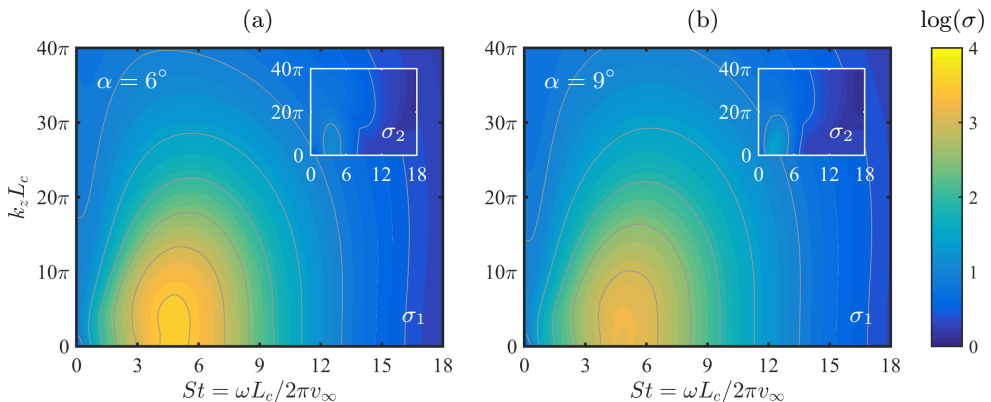 (a)
(b)
log(σ)
40π
30π
20π
10π
0
k_z L_c
α = 6°
40π
20π
0
σ₂
0 6 12 18
σ₁
0 3 6 9 12 15 18
St = ωL_c/2πv_∞
40π
30π
20π
10π
0
α = 9°
40π
20π
0
σ₂
0 6 12 18
σ₁
0 3 6 9 12 15 18
St = ωL_c/2πv_∞
4
3
2
1
0